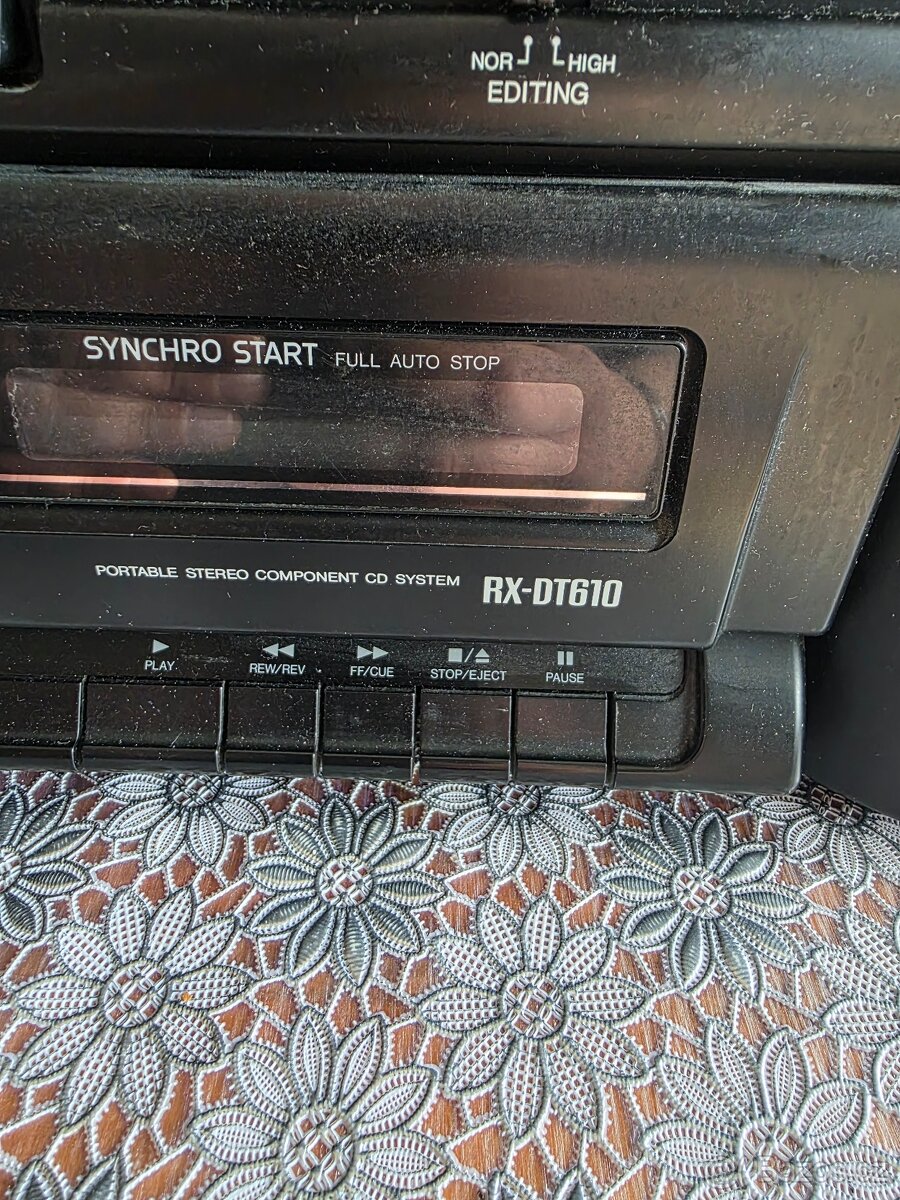 NOR HIGH
EDITING
SYNCHRO START FULL AUTO STOP
PORTABLE STEREO COMPONENT CD SYSTEM RX-DT610
PLAY REW/REV FF/CUE STOP/EJECT PAUSE